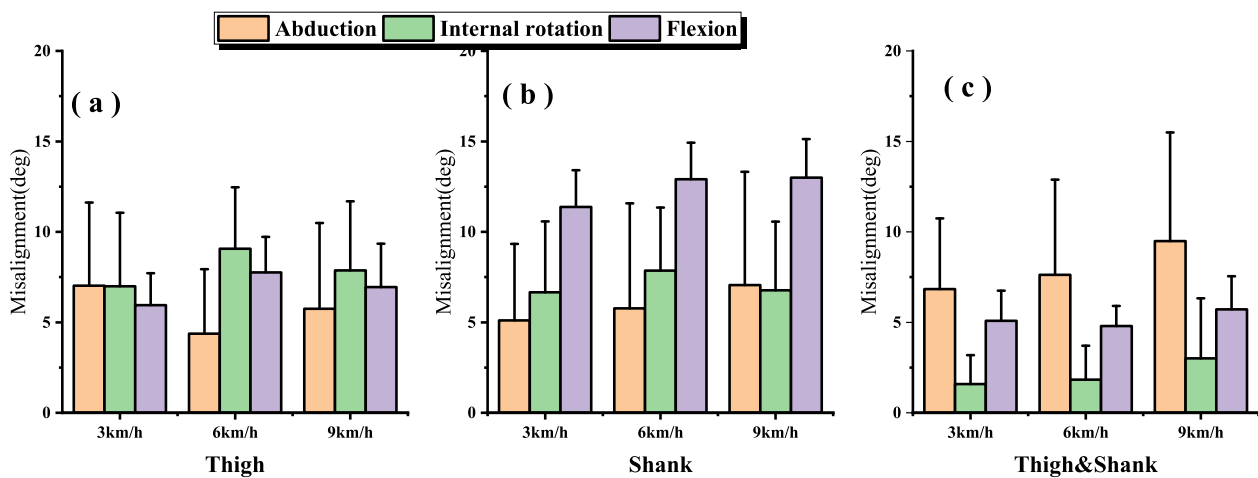 Abduction Internal rotation Flexion
( a )
Misalignment(deg)
20
15
10
5
0
3km/h 6km/h 9km/h
Thigh
( b )
Misalignment(deg)
20
15
10
5
0
3km/h 6km/h 9km/h
Shank
( c )
Misalignment(deg)
20
15
10
5
0
3km/h 6km/h 9km/h
Thigh&Shank